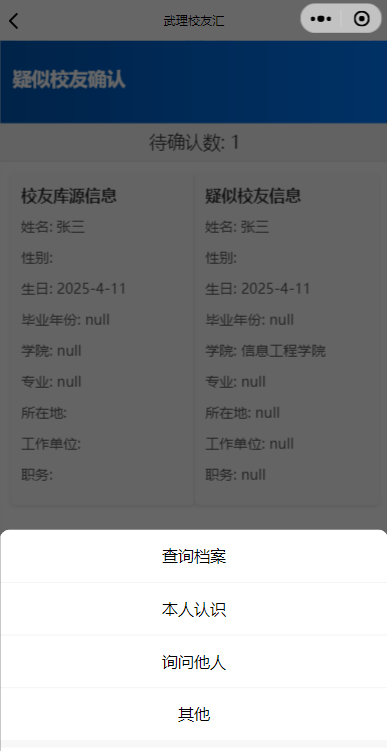 武理校友汇
疑似校友确认
待确认数: 1
校友库源信息
姓名: 张三
性别:
生日: 2025-4-11
毕业年份: null
学院: null
专业: null
所在地:
工作单位:
职务:
疑似校友信息
姓名: 张三
性别:
生日: 2025-4-11
毕业年份: null
学院: 信息工程学院
专业: null
所在地: null
工作单位: null
职务: null
查询档案
本人认识
询问他人
其他